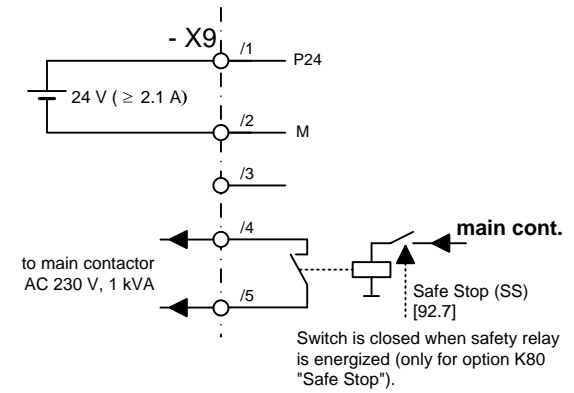 - X9
/1
P24
24 V ( ≥ 2.1 A)
/2
M
/3
/4
main cont.
to main contactor
AC 230 V, 1 kVA
/5
Safe Stop (SS)
[92.7]
Switch is closed when safety relay
is energized (only for option K80
"Safe Stop").